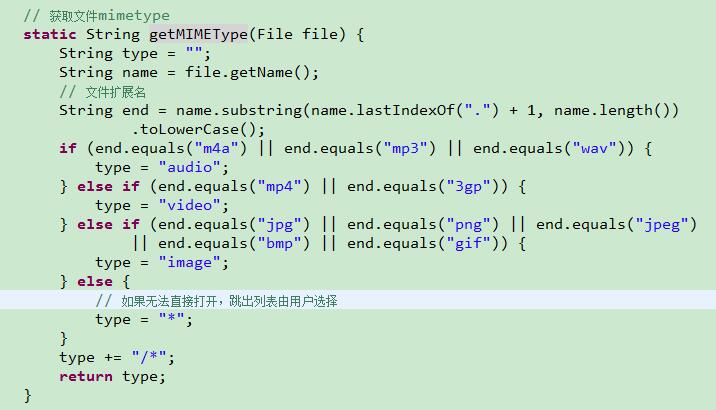 // 获取文件mimetype
static String getMIMEType(File file) {
String type = "";
String name = file.getName();
// 文件扩展名
String end = name.substring(name.lastIndexOf(".") + 1, name.length())
.toLowerCase();
if (end.equals("m4a") || end.equals("mp3") || end.equals("wav")) {
type = "audio";
} else if (end.equals("mp4") || end.equals("3gp")) {
type = "video";
} else if (end.equals("jpg") || end.equals("png") || end.equals("jpeg")
|| end.equals("bmp") || end.equals("gif")) {
type = "image";
} else {
// 如果无法直接打开，跳出列表由用户选择
type = "*";
}
type += "/*";
return type;
}